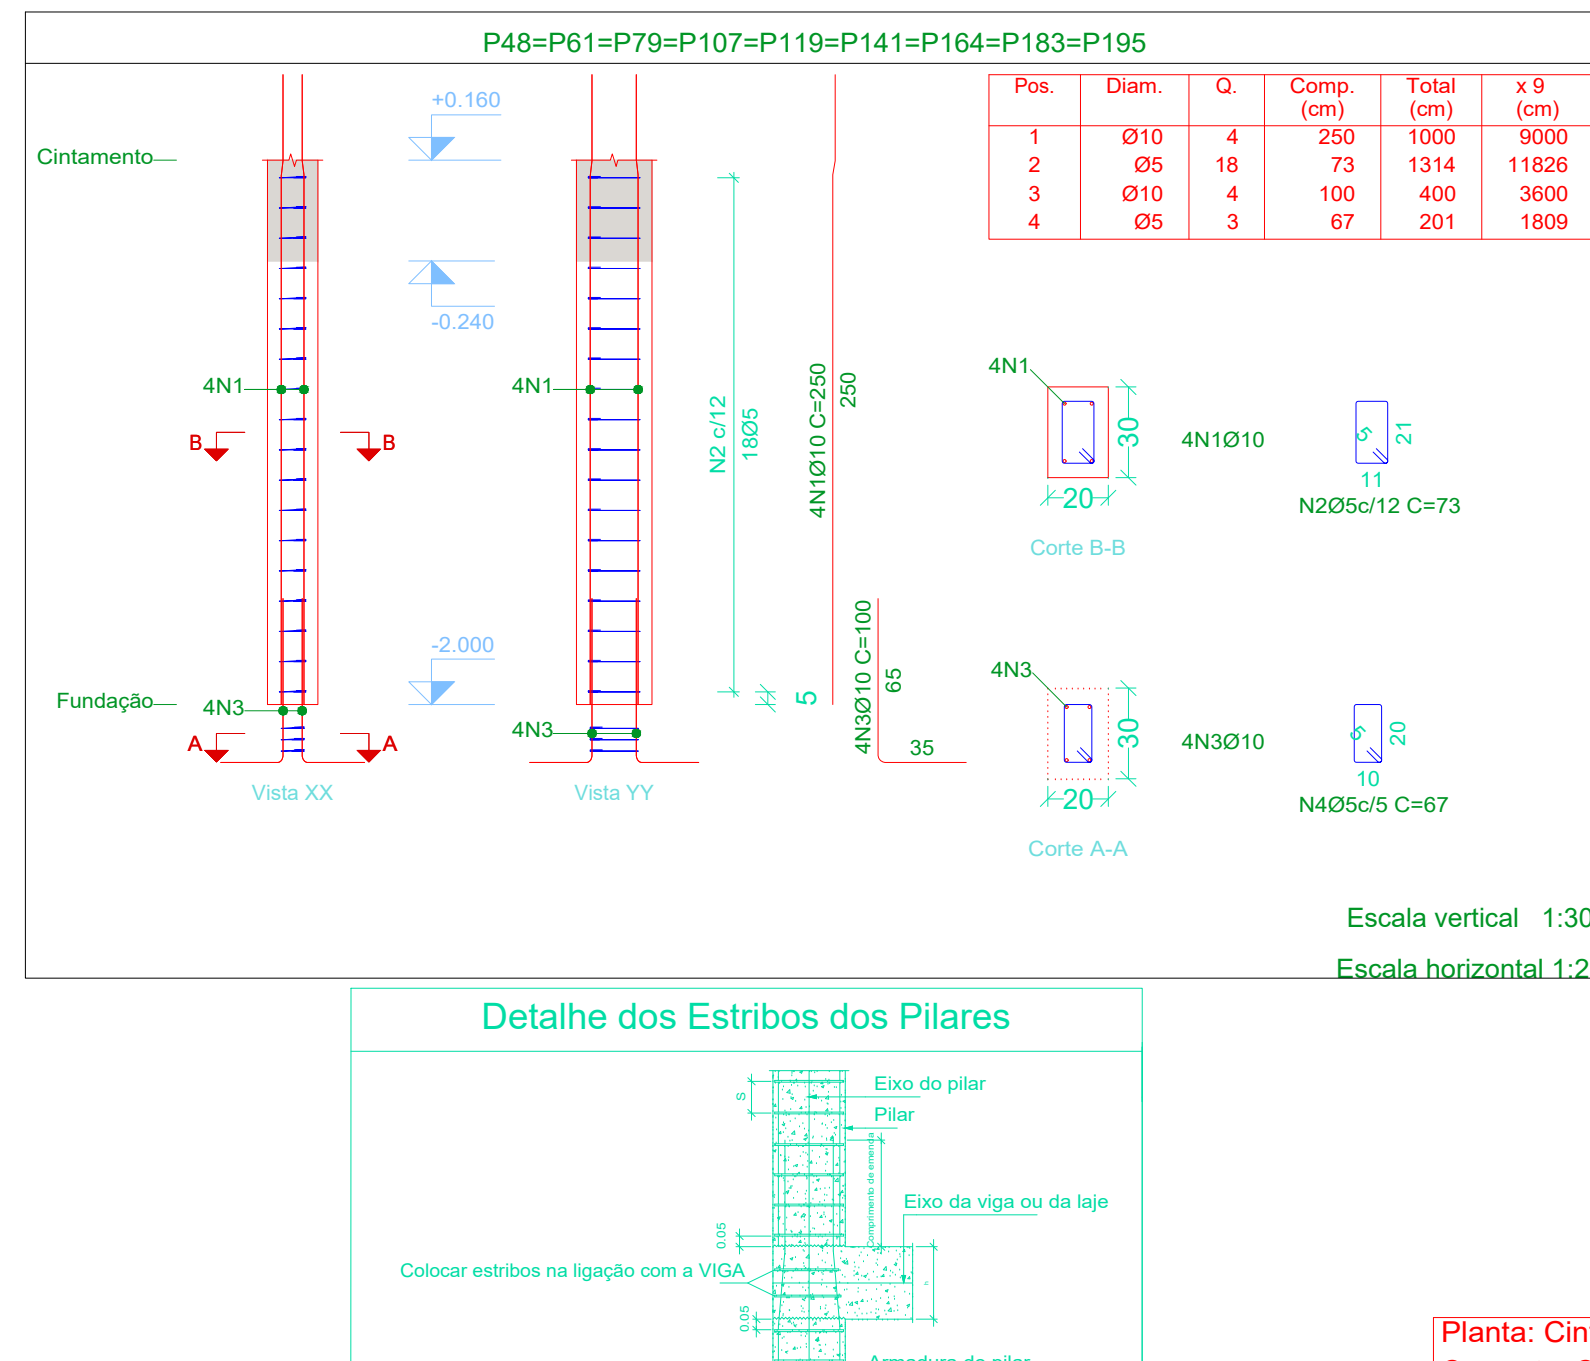 P48=P61=P79=P107=P119=P141=P164=P183=P195
Pos. Diam. Q. Comp. (cm) Total (cm) x 9 (cm)
1 Ø10 4 250 1000 9000
2 Ø5 18 73 1314 11826
3 Ø10 4 100 400 3600
4 Ø5 3 67 201 1809
+0.160
Cintamento
-0.240
4N1
4N1
B B
N2 c/12
18Ø5
4N1Ø10 C=250
250
4N1
30
20
4N1Ø10
5
21
11
N2Ø5c/12 C=73
Corte B-B
-2.000
Fundação
4N3
4N3
A A
5
4N3Ø10 C=100
65
35
Vista XX
Vista YY
4N3
30
20
4N3Ø10
5
20
10
N4Ø5c/5 C=67
Corte A-A
Escala vertical 1:30
Escala horizontal 1:2
Detalhe dos Estribos dos Pilares
S
Eixo do pilar
Pilar
Comprimento de emenda
Eixo da viga ou da laje
0.05
Colocar estribos na ligação com a VIGA
h
0.05
Armadura do pilar
Planta: